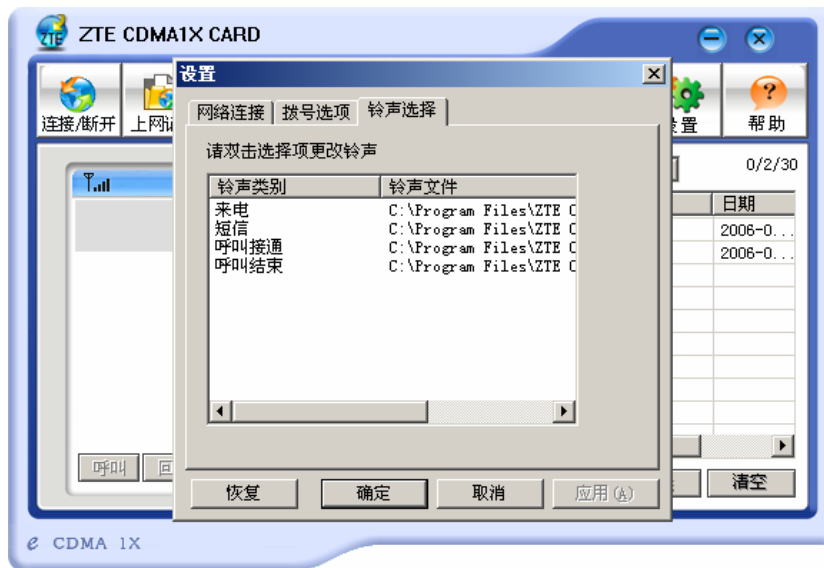 ZTE CDMA1X CARD
设置
连接/断开
上网
置
帮助
网络连接 拨号选项 铃声选择
请双击选择项更改铃声
0/2/30
铃声类别 铃声文件
日期
来电 C:\Program Files\ZTE C
短信 C:\Program Files\ZTE C
2006-0...
呼叫接通 C:\Program Files\ZTE C
2006-0...
呼叫结束 C:\Program Files\ZTE C
呼叫
回
恢复 确定 取消 应用(A)
清空
e CDMA 1X